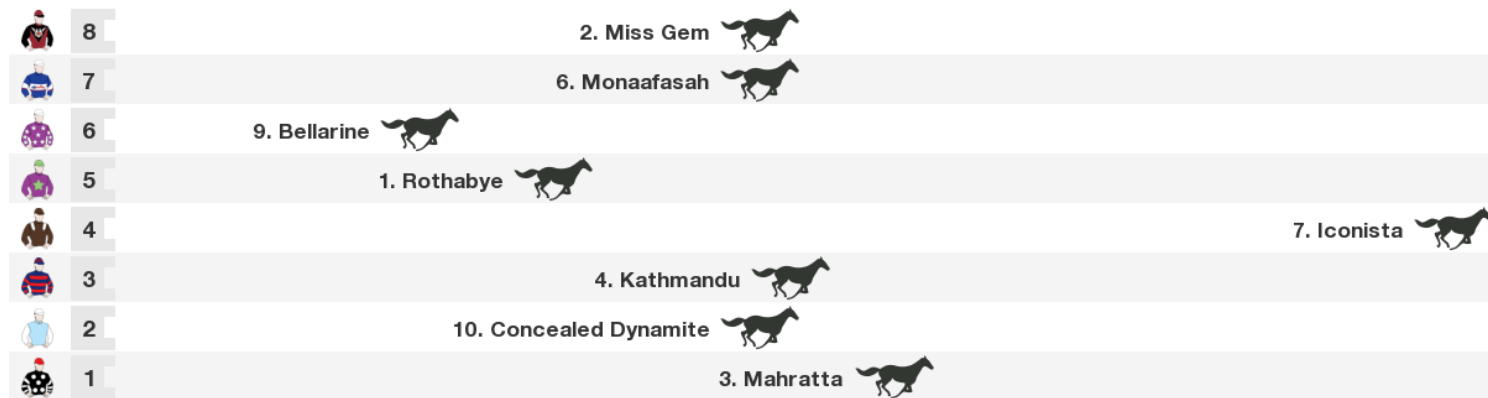 8 2. Miss Gem
7 6. Monaafasah
6 9. Bellarine
5 1. Rothabye
4 7. Iconista
3 4. Kathmandu
2 10. Concealed Dynamite
1 3. Mahratta